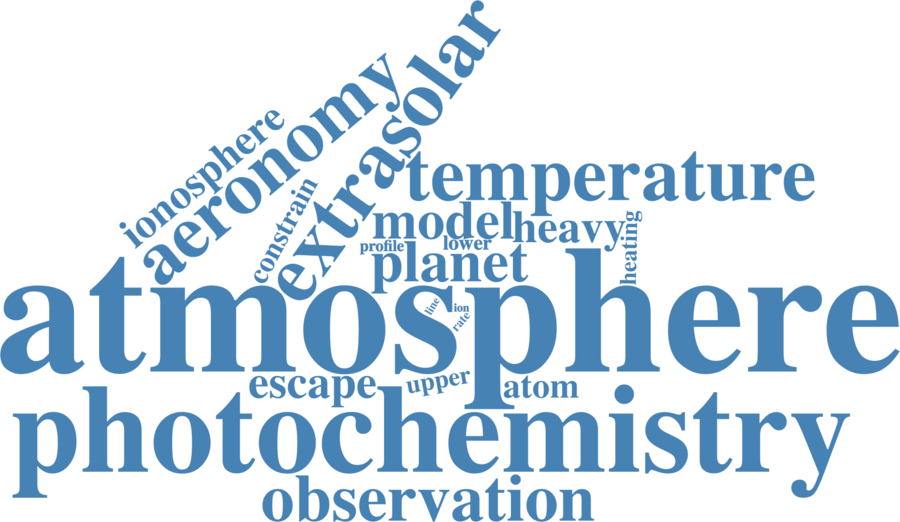 extrasolar
aeronomy
ionosphere
temperature
constrain
model
heavy
heating
profile
lower
planet
atmosphere
line
ion
rate
escape
upper
atom
photochemistry
observation